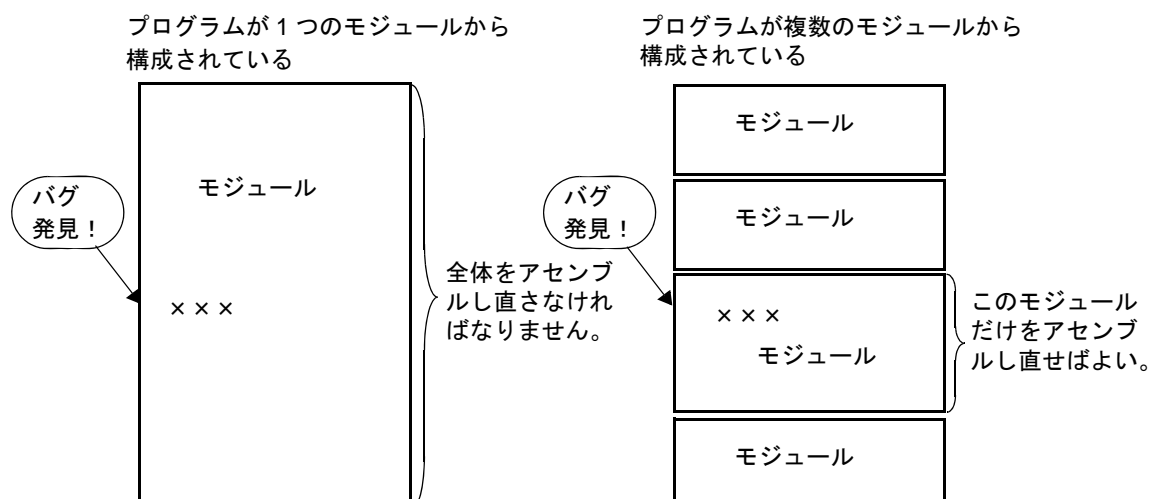 プログラムが１つのモジュールから
構成されている
モジュール
バグ
発見！
×××
全体をアセンブ
ルし直さなけれ
ばなりません。
プログラムが複数のモジュールから
構成されている
モジュール
モジュール
バグ
発見！
×××
モジュール
このモジュール
だけをアセンブ
ルし直せばよい。
モジュール